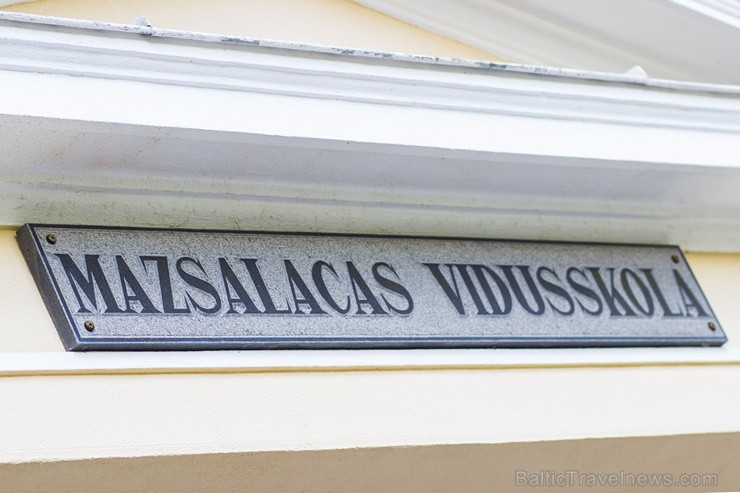 MAZSALACAS VIDUSSKOLA
BalticTravelnews.com